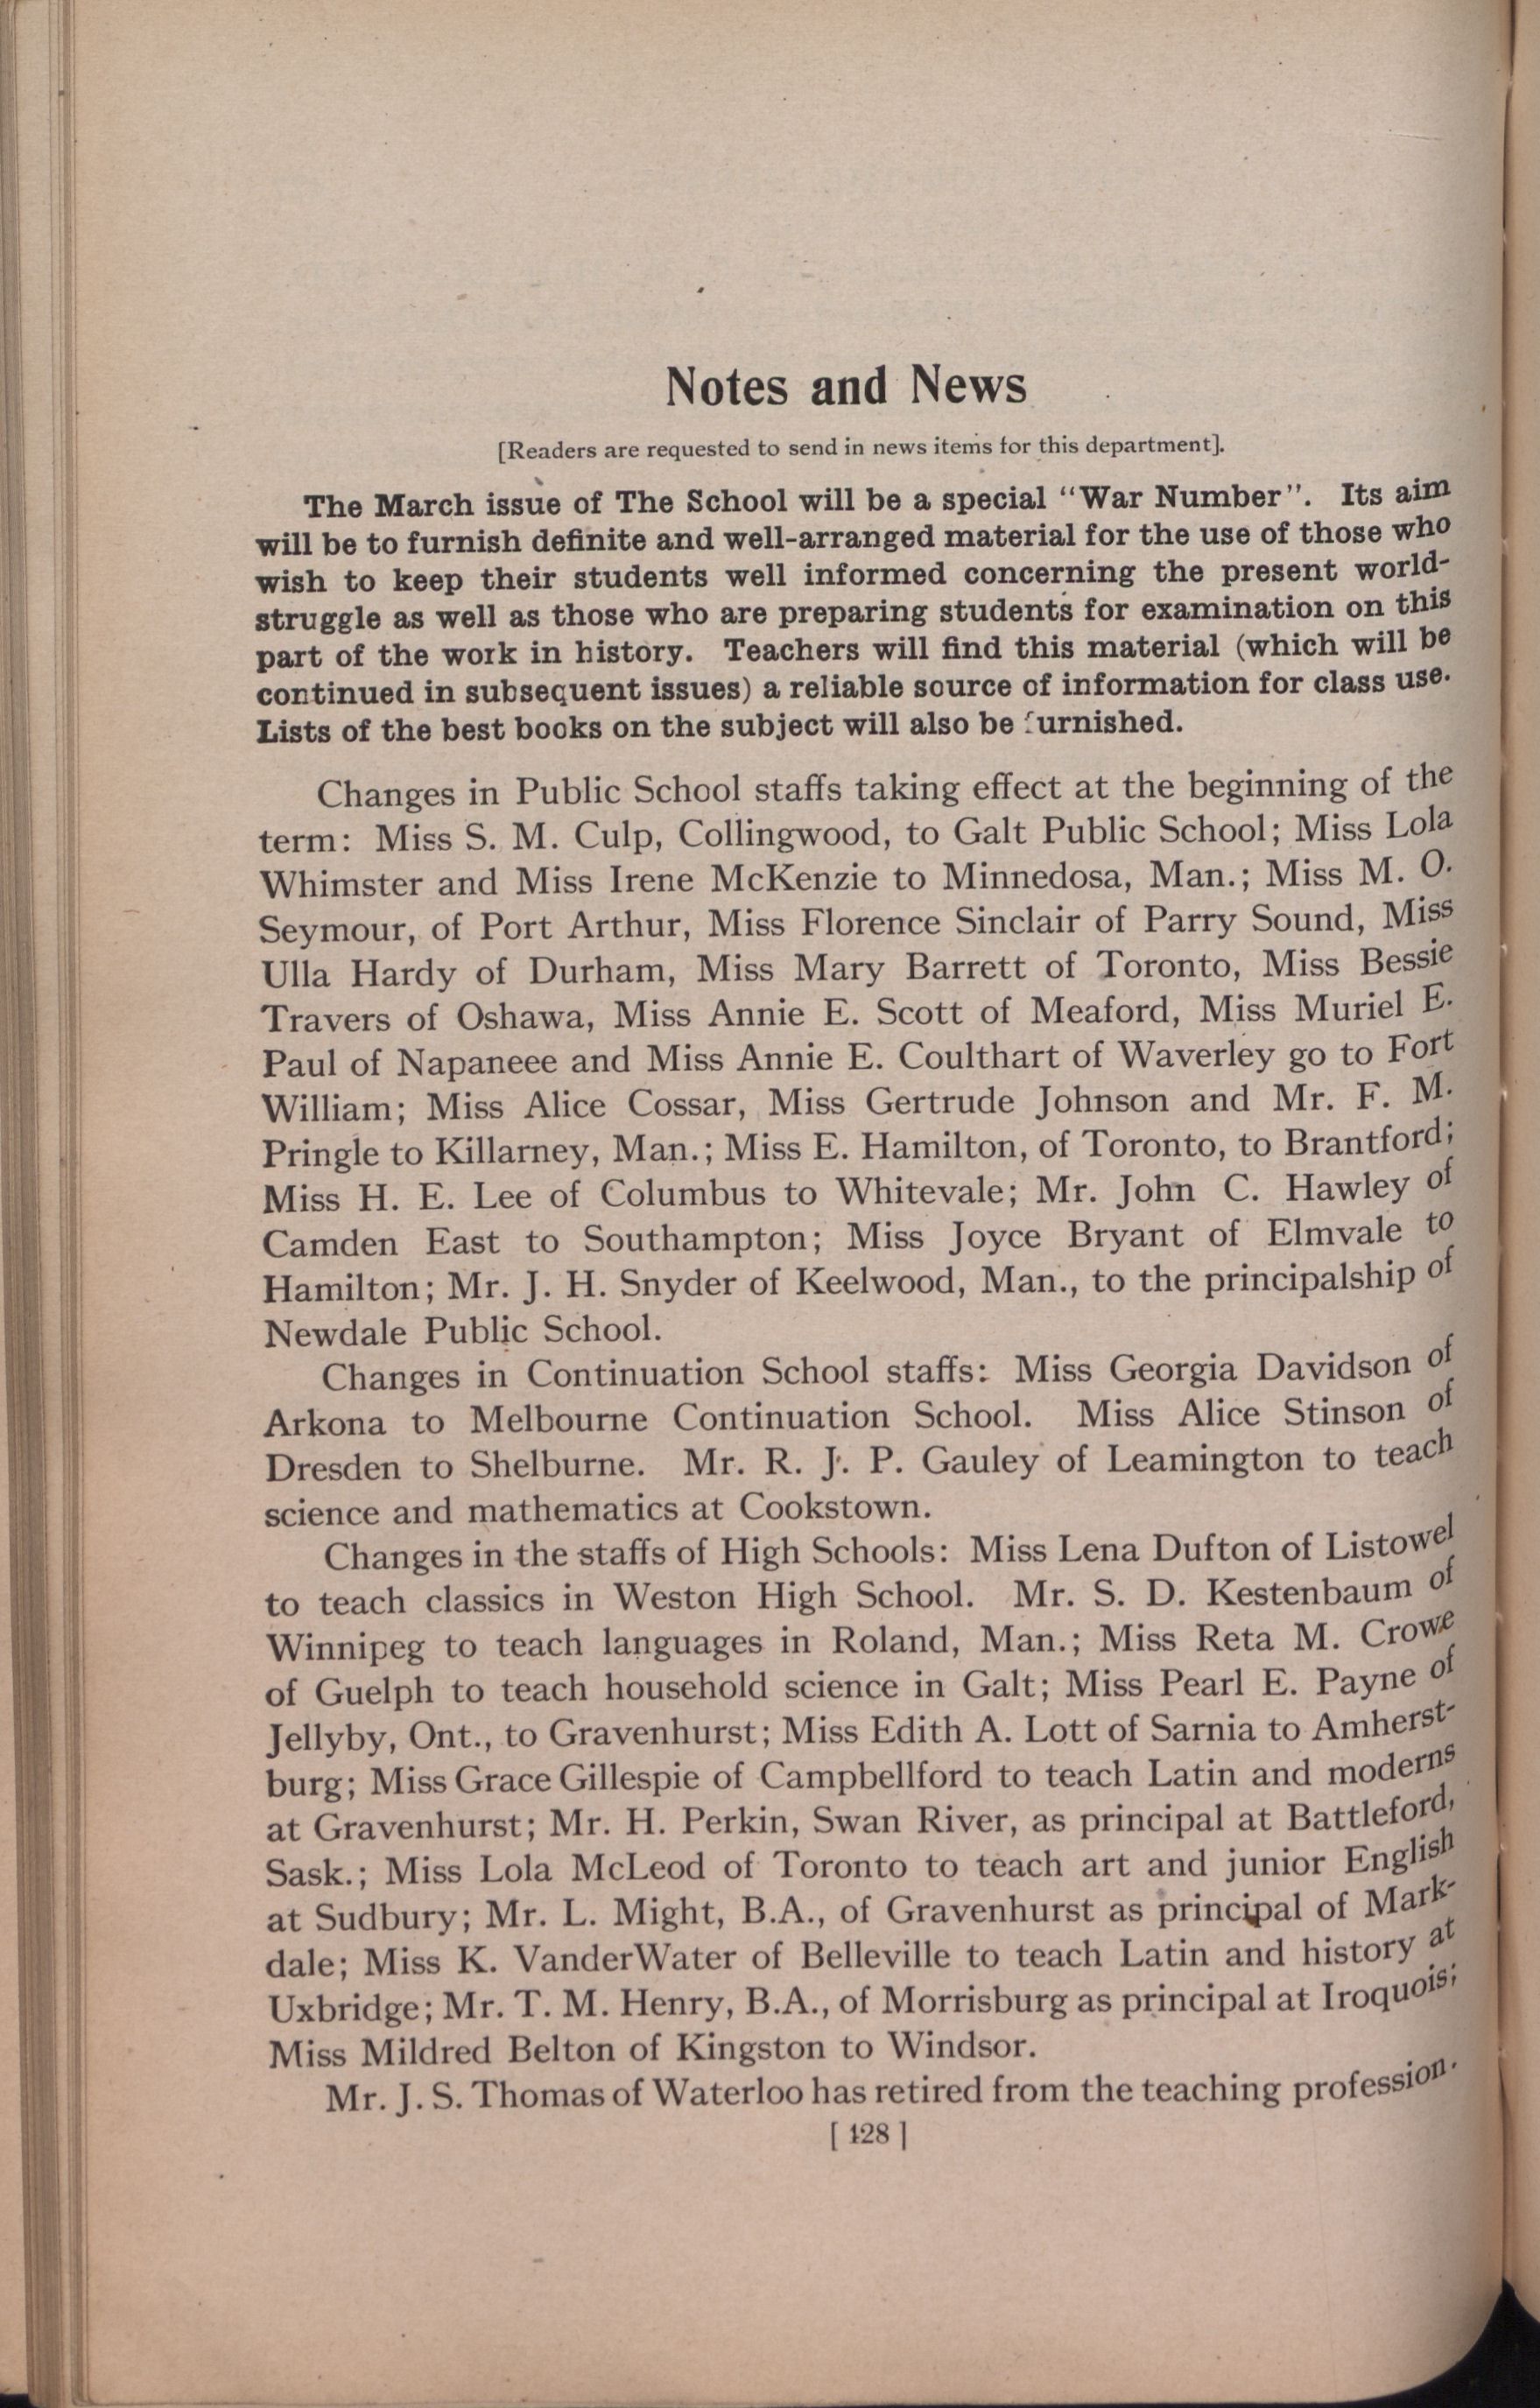 Notes and News
[Readers are requested to send in news items for this department].
The March issue of The School will be a special "War Number". Its aim
will be to furnish definite and well-arranged material for the use of those who
wish to keep their students well informed concerning the present world-
struggle as well as those who are preparing students for examination on this
part of the work in history. Teachers will find this material (which will be
continued in subsequent issues) a reliable source of information for class use.
Lists of the best books on the subject will also be furnished.
Changes in Public School staffs taking effect at the beginning of the
term: Miss S. M. Culp, Collingwood, to Galt Public School; Miss Lola
Whimster and Miss Irene McKenzie to Minnedosa, Man.; Miss M. O.
Seymour, of Port Arthur, Miss Florence Sinclair of Parry Sound, Miss
Ulla Hardy of Durham, Miss Mary Barrett of Toronto, Miss Bessie
Travers of Oshawa, Miss Annie E. Scott of Meaford, Miss Muriel E.
Paul of Napaneee and Miss Annie E. Coulthart of Waverley go to Fort
William; Miss Alice Cossar, Miss Gertrude Johnson and Mr. F. M.
Pringle to Killarney, Man.; Miss E. Hamilton, of Toronto, to Brantford;
Miss H. E. Lee of Columbus to Whitevale; Mr. John C. Hawley of
Camden East to Southampton; Miss Joyce Bryant of Elmvale to
Hamilton; Mr. J. H. Snyder of Keelwood, Man., to the principalship of
Newdale Public School.
Changes in Continuation School staffs: Miss Georgia Davidson of
Arkona to Melbourne Continuation School. Miss Alice Stinson of
Dresden to Shelburne. Mr. R. J. P. Gauley of Leamington to teach
science and mathematics at Cookstown.
Changes in the staffs of High Schools: Miss Lena Dufton of Listowel
to teach classics in Weston High School. Mr. S. D. Kestenbaum of
Winnipeg to teach languages in Roland, Man.; Miss Reta M. Crowe
of Guelph to teach household science in Galt; Miss Pearl E. Payne of
Jellyby, Ont., to Gravenhurst; Miss Edith A. Lott of Sarnia to Amherst-
burg; Miss Grace Gillespie of Campbellford to teach Latin and moderns
at Gravenhurst; Mr. H. Perkin, Swan River, as principal at Battleford,
Sask.; Miss Lola McLeod of Toronto to teach art and junior English
at Sudbury; Mr. L. Might, B.A., of Gravenhurst as principal of Mark-
dale; Miss K. VanderWater of Belleville to teach Latin and history at
Uxbridge; Mr. T. M. Henry, B.A., of Morrisburg as principal at Iroquois;
Miss Mildred Belton of Kingston to Windsor.
Mr. J. S. Thomas of Waterloo has retired from the teaching profession.
[ 428 ]